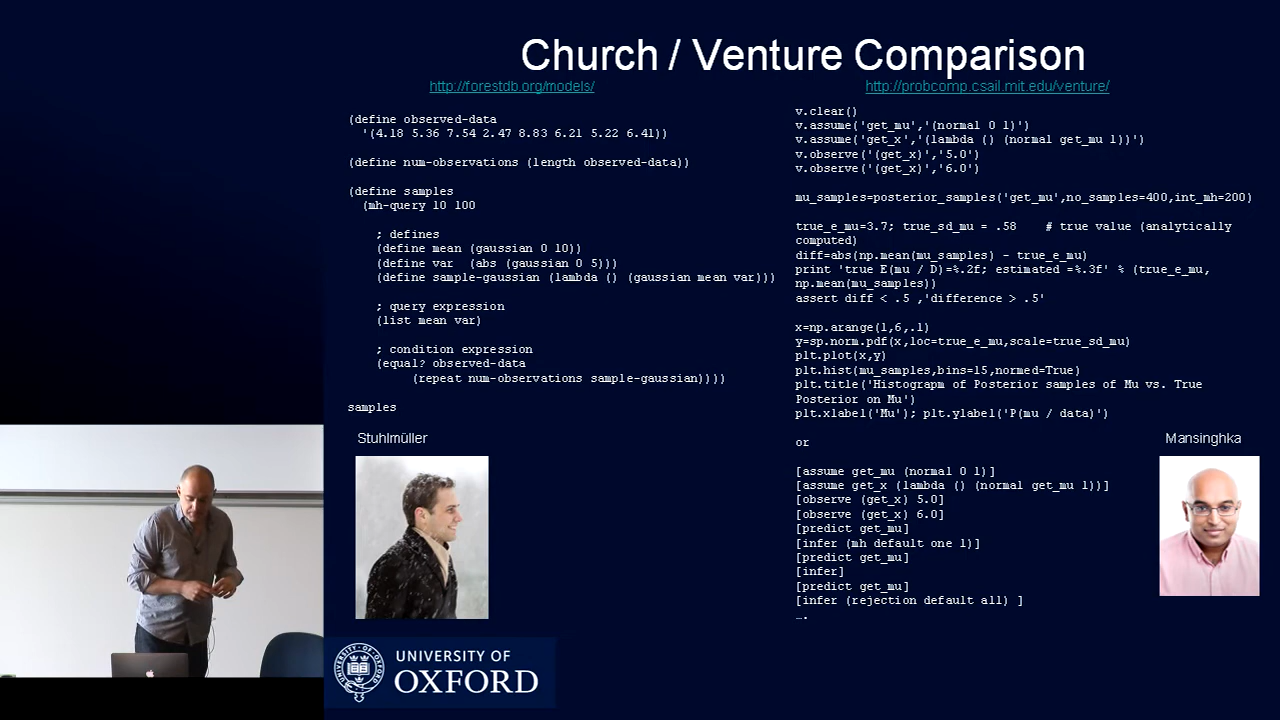 Church / Venture Comparison
http://forestdb.org/models/
(define observed-data
'(4.18 5.36 7.54 2.47 8.83 6.21 5.22 6.41))
(define num-observations (length observed-data))
(define samples
(mh-query 10 100
; defines
(define mean (gaussian 0 10))
(define var (abs (gaussian 0 5)))
(define sample-gaussian (lambda () (gaussian mean var)))
; query expression
(list mean var)
; condition expression
(equal? observed-data
(repeat num-observations sample-gaussian))))
samples
Stuhlmüller
http://probcomp.csail.mit.edu/venture/
v.clear()
v.assume('get_mu','(normal 0 1)')
v.assume('get_x','(lambda () (normal get_mu 1))')
v.observe('(get_x)','5.0')
v.observe('(get_x)','6.0')
mu_samples=posterior_samples('get_mu',no_samples=400,int_mh=200)
true_e_mu=3.7; true_sd_mu = .58 # true value (analytically
computed)
diff=abs(np.mean(mu_samples) - true_e_mu)
print 'true E(mu / D)=%.2f; estimated =%.3f' % (true_e_mu,
np.mean(mu_samples))
assert diff < .5 ,'difference > .5'
x=np.arange(1,6,.1)
y=sp.norm.pdf(x,loc=true_e_mu,scale=true_sd_mu)
plt.plot(x,y)
plt.hist(mu_samples,bins=15,normed=True)
plt.title('Histograpm of Posterior samples of Mu vs. True
Posterior on Mu')
plt.xlabel('Mu'); plt.ylabel('P(mu / data)')
or
[assume get_mu (normal 0 1)]
[assume get_x (lambda () (normal get_mu 1))]
[observe (get_x) 5.0]
[observe (get_x) 6.0]
[predict get_mu]
[infer (mh default one 1)]
[predict get_mu]
[infer]
[predict get_mu]
[infer (rejection default all) ]
Mansinghka
UNIVERSITY OF
OXFORD